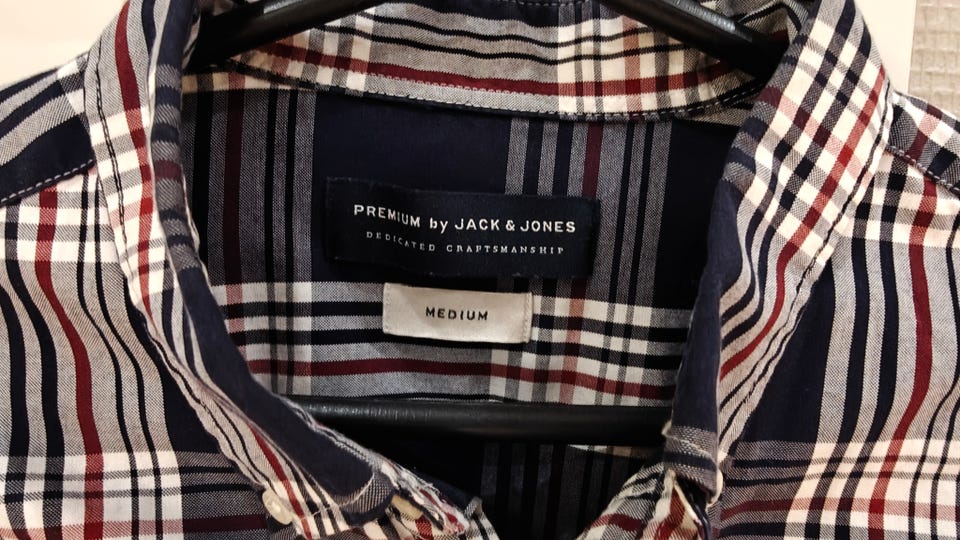 PREMIUM by JACK & JONES
DEDICATED CRAFTSMANSHIP
MEDIUM